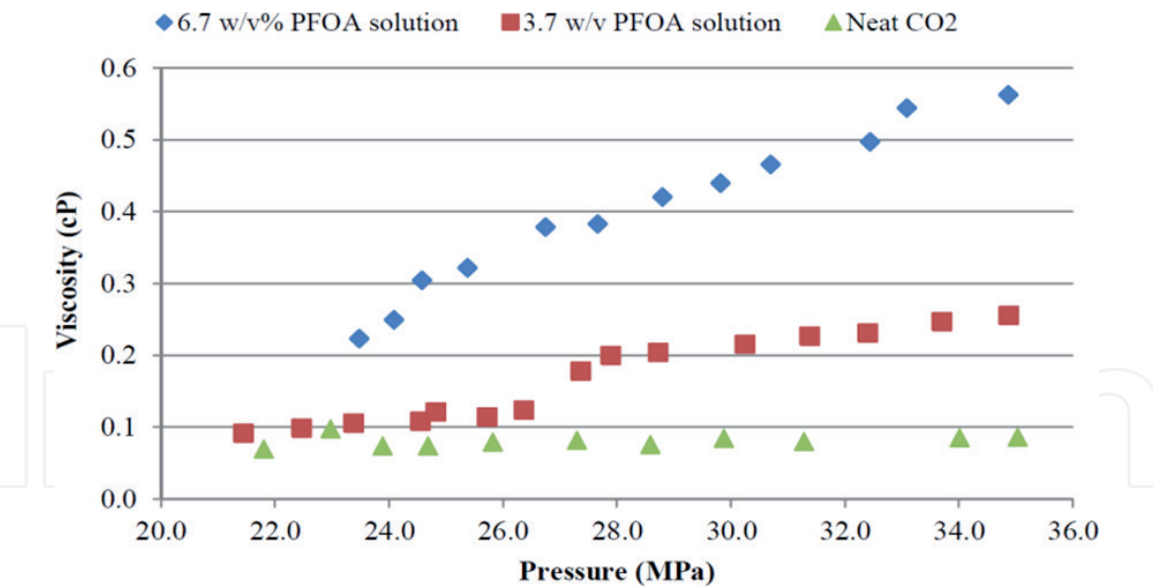 6.7 w/v% PFOA solution 3.7 w/v PFOA solution Neat CO2
0.6
0.5
0.4
0.3
0.2
0.1
0.0
Viscosity (cP)
20.0 22.0 24.0 26.0 28.0 30.0 32.0 34.0 36.0
Pressure (MPa)